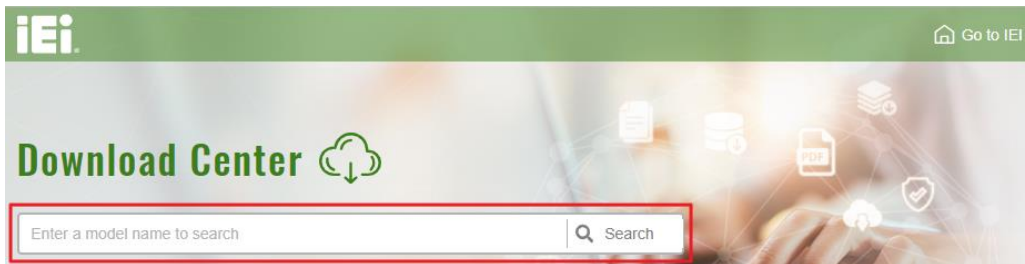 iEi
Go to IEI
Download Center
Enter a model name to search
Search
PDF